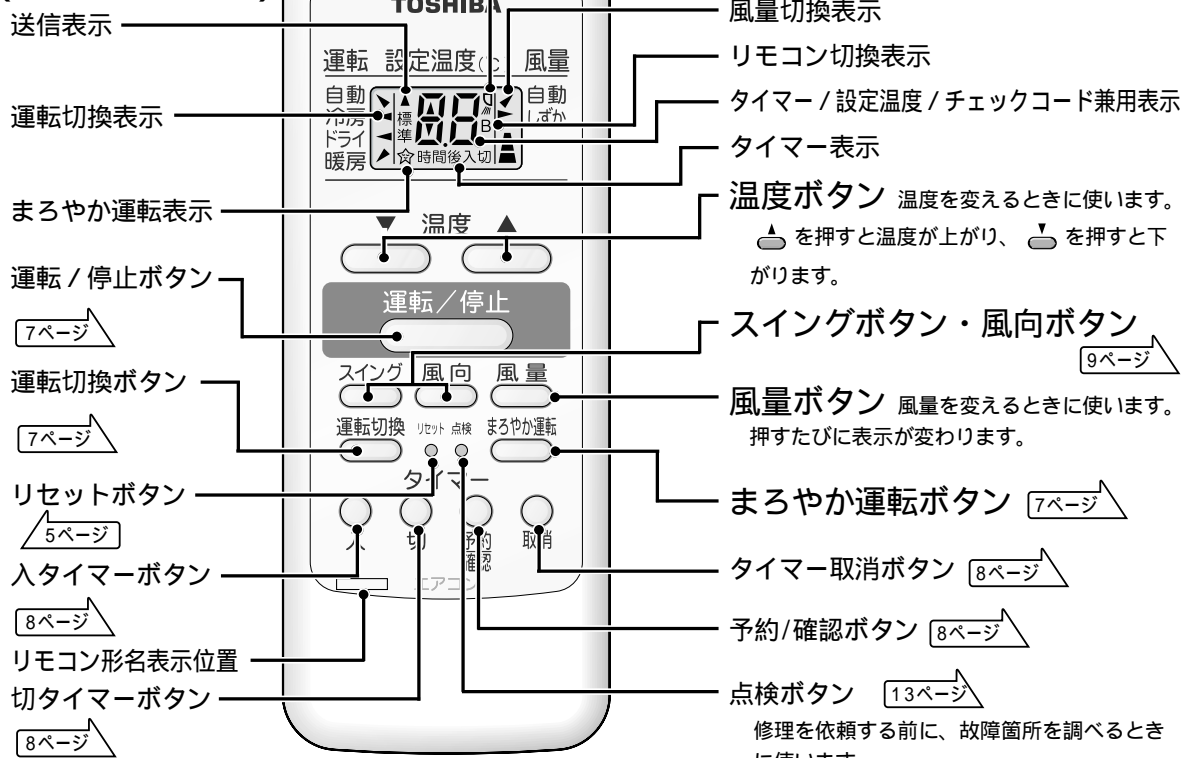 TOSHIBA
送信表示
運転切換表示
まろやか運転表示
運転/停止ボタン
7ページ
運転切換ボタン
7ページ
リセットボタン
5ページ
入タイマーボタン
8ページ
リモコン形名表示位置
切タイマーボタン
8ページ
運転 設定温度(℃) 風量
自動
冷房
ドライ
暖房
標準
B
時間後入切
自動
しずか
▼ 温度 ▲
運転/停止
スイング 風向 風量
運転切換 リセット 点検 まろやか運転
タイマー
入 切 予約確認 取消
エアコン
風量切換表示
リモコン切換表示
タイマー/設定温度/チェックコード兼用表示
タイマー表示
温度ボタン 温度を変えるときに使います。
を押すと温度が上がり、 を押すと下
がります。
スイングボタン・風向ボタン
9ページ
風量ボタン 風量を変えるときに使います。
押すたびに表示が変わります。
まろやか運転ボタン 7ページ
タイマー取消ボタン 8ページ
予約/確認ボタン 8ページ
点検ボタン 13ページ
修理を依頼する前に、故障箇所を調べるとき
に使います